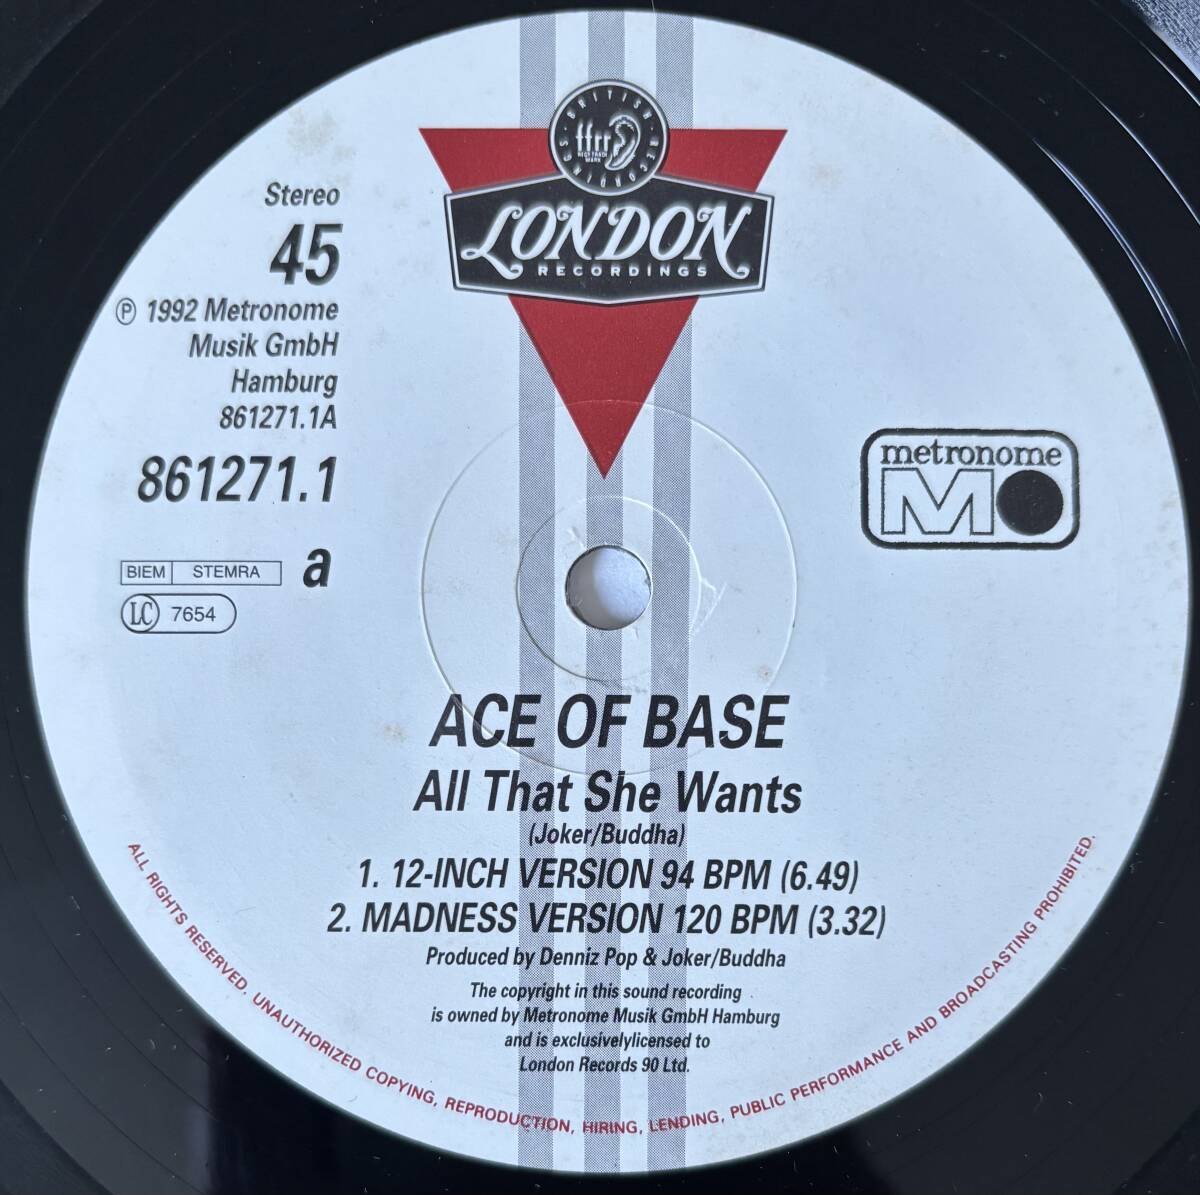 BRITISH RECORDINGS
ffrr
REGD TRADE
MARK
LONDON
RECORDINGS
Stereo
45
℗ 1992 Metronome
Musik GmbH
Hamburg
861271.1A
861271.1
BIEM STEMRA a
LC 7654
metronome
M
ACE OF BASE
All That She Wants
(Joker/Buddha)
1. 12-INCH VERSION 94 BPM (6.49)
2. MADNESS VERSION 120 BPM (3.32)
Produced by Denniz Pop & Joker/Buddha
The copyright in this sound recording
is owned by Metronome Musik GmbH Hamburg
and is exclusivelylicensed to
London Records 90 Ltd.
ALL RIGHTS RESERVED. UNAUTHORIZED COPYING, REPRODUCTION, HIRING, LENDING, PUBLIC PERFORMANCE AND BROADCASTING PROHIBITED.